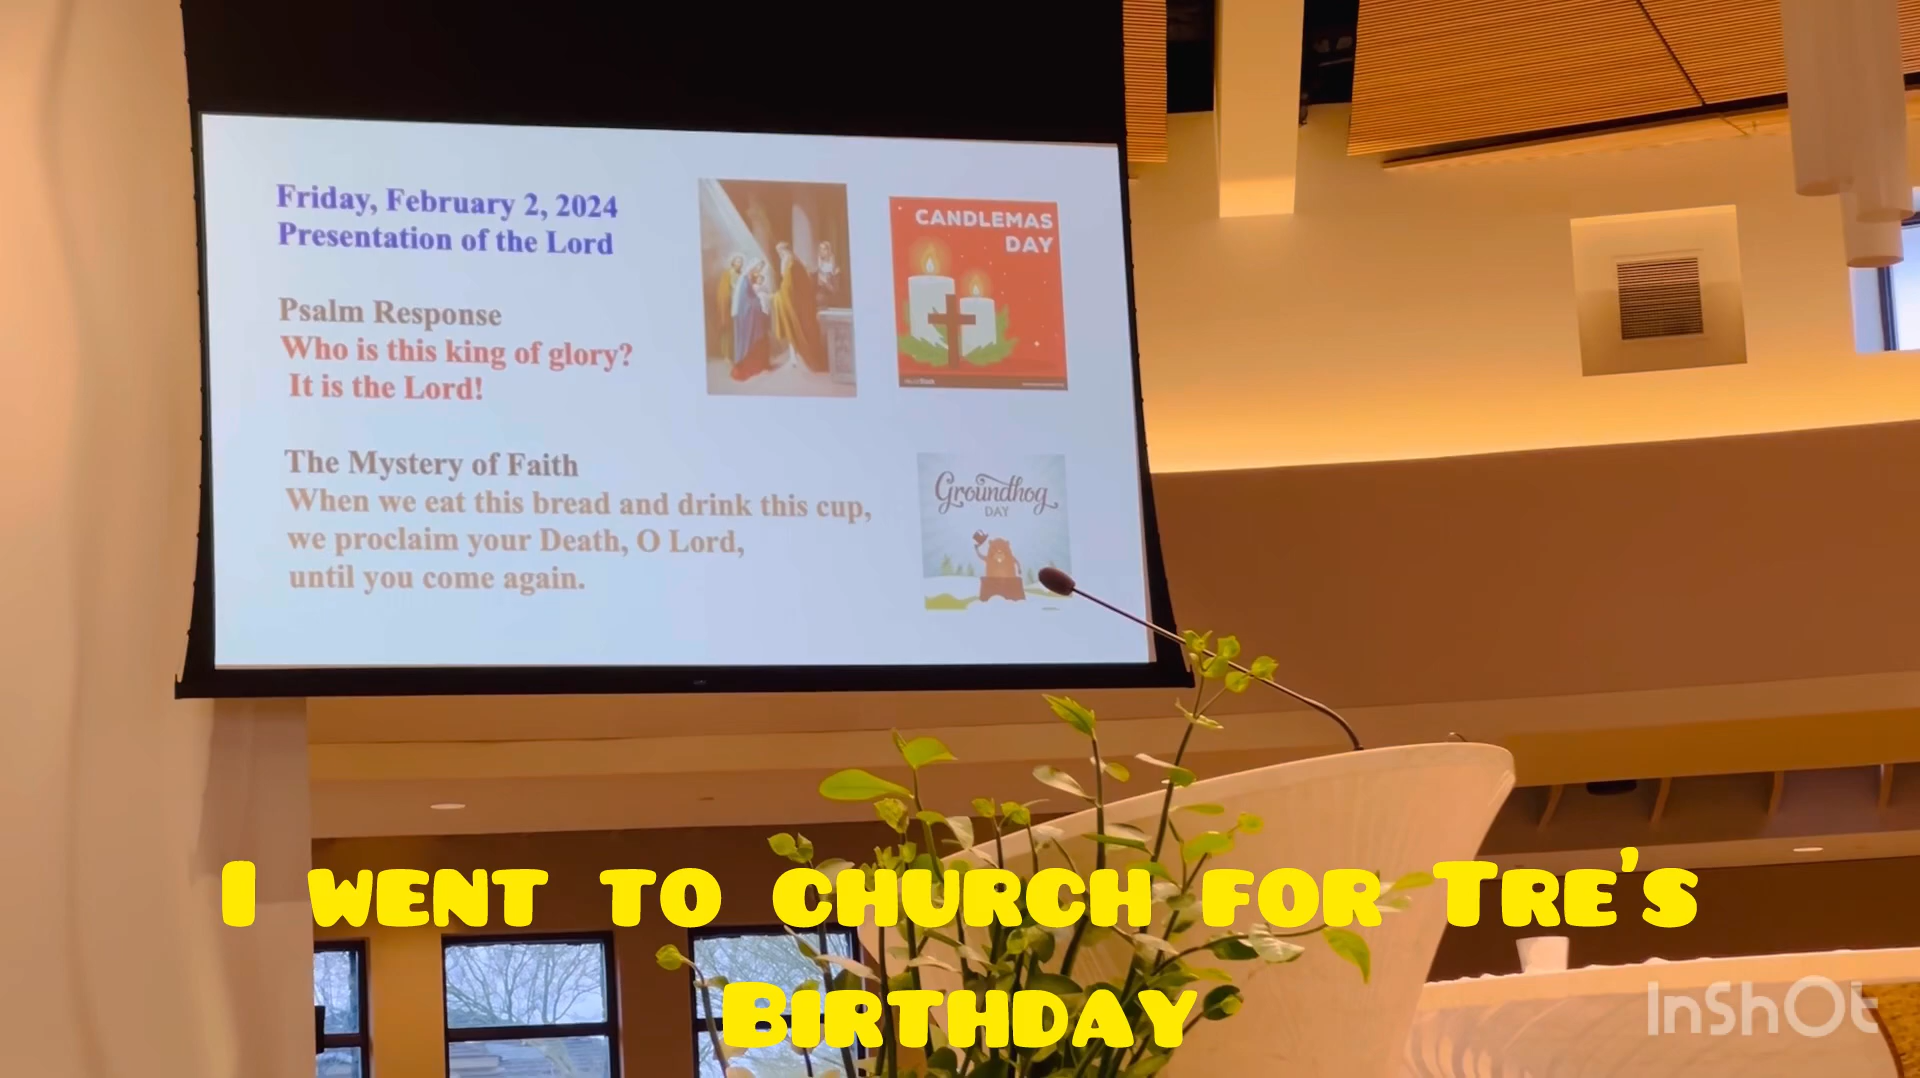 Friday, February 2, 2024
Presentation of the Lord
Psalm Response
Who is this king of glory?
It is the Lord!
The Mystery of Faith
When we eat this bread and drink this cup,
we proclaim your Death, O Lord,
until you come again.
CANDLEMAS
DAY
Groundhog
DAY
I WENT TO CHURCH FOR TRE'S
BIRTHDAY
InShOt